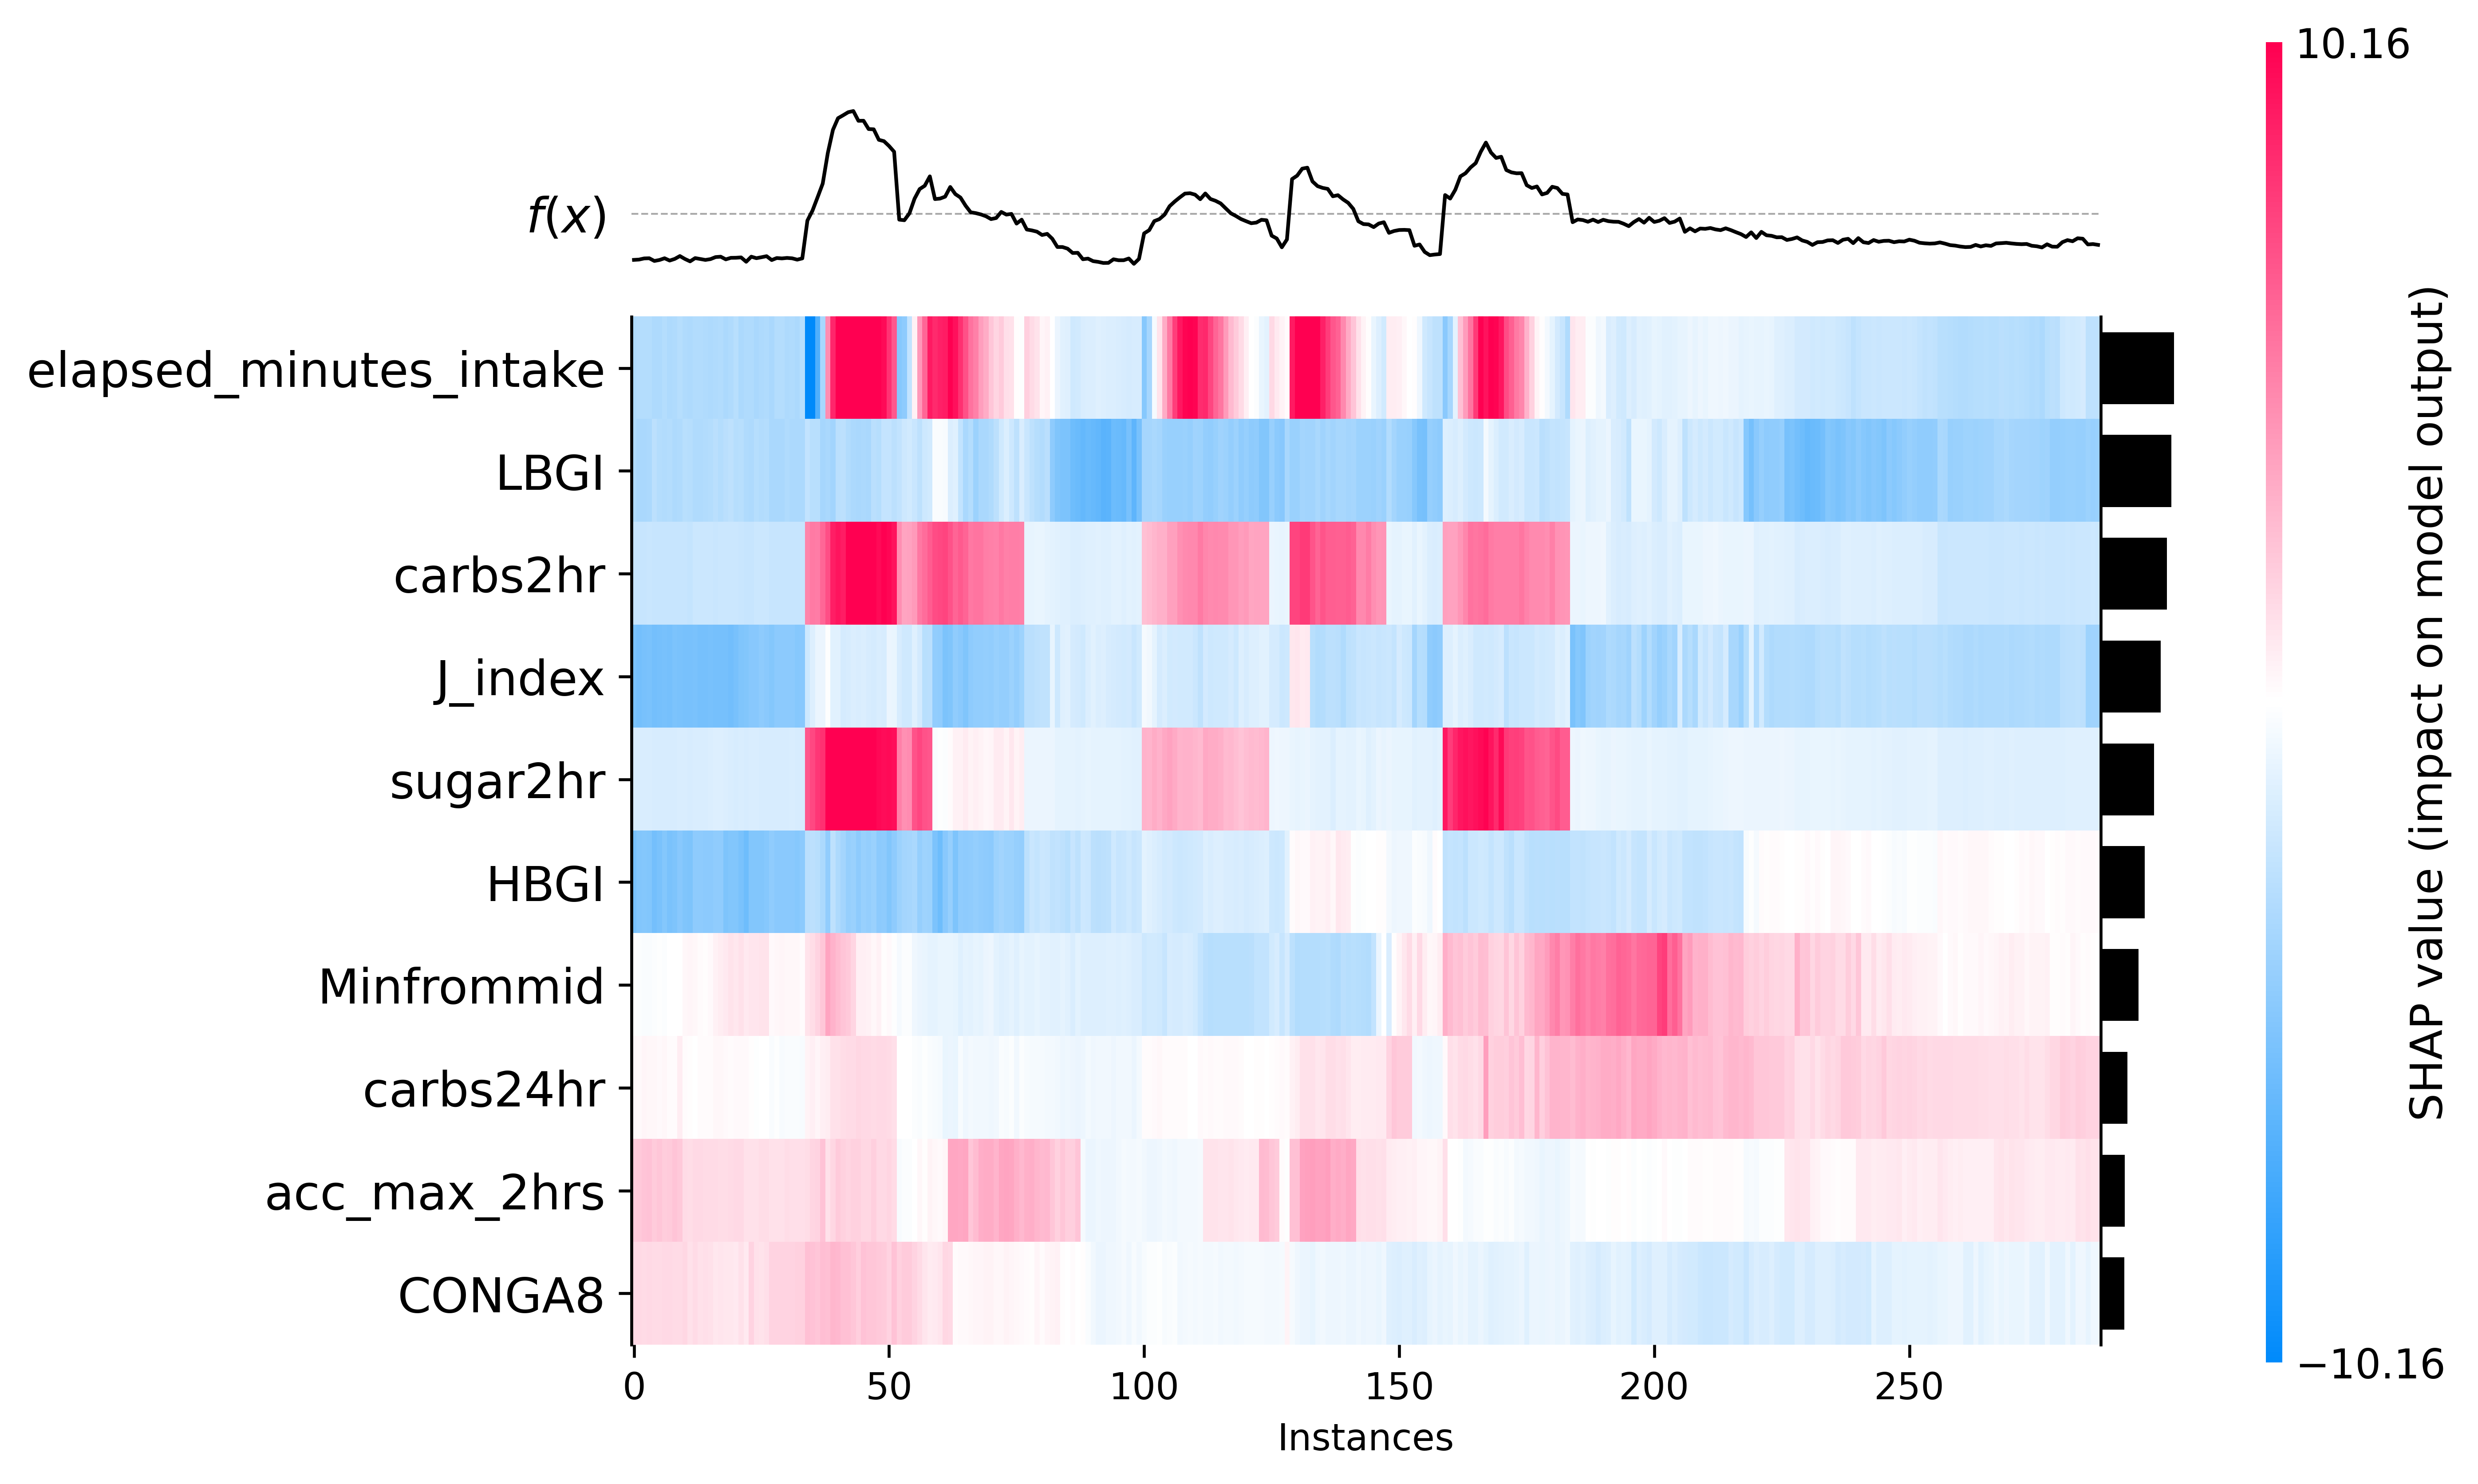 10.16
f(x)
elapsed_minutes_intake
LBGI
carbs2hr
J_index
sugar2hr
HBGI
Minfrommid
carbs24hr
acc_max_2hrs
CONGA8
0 50 100 150 200 250
Instances
−10.16
SHAP value (impact on model output)